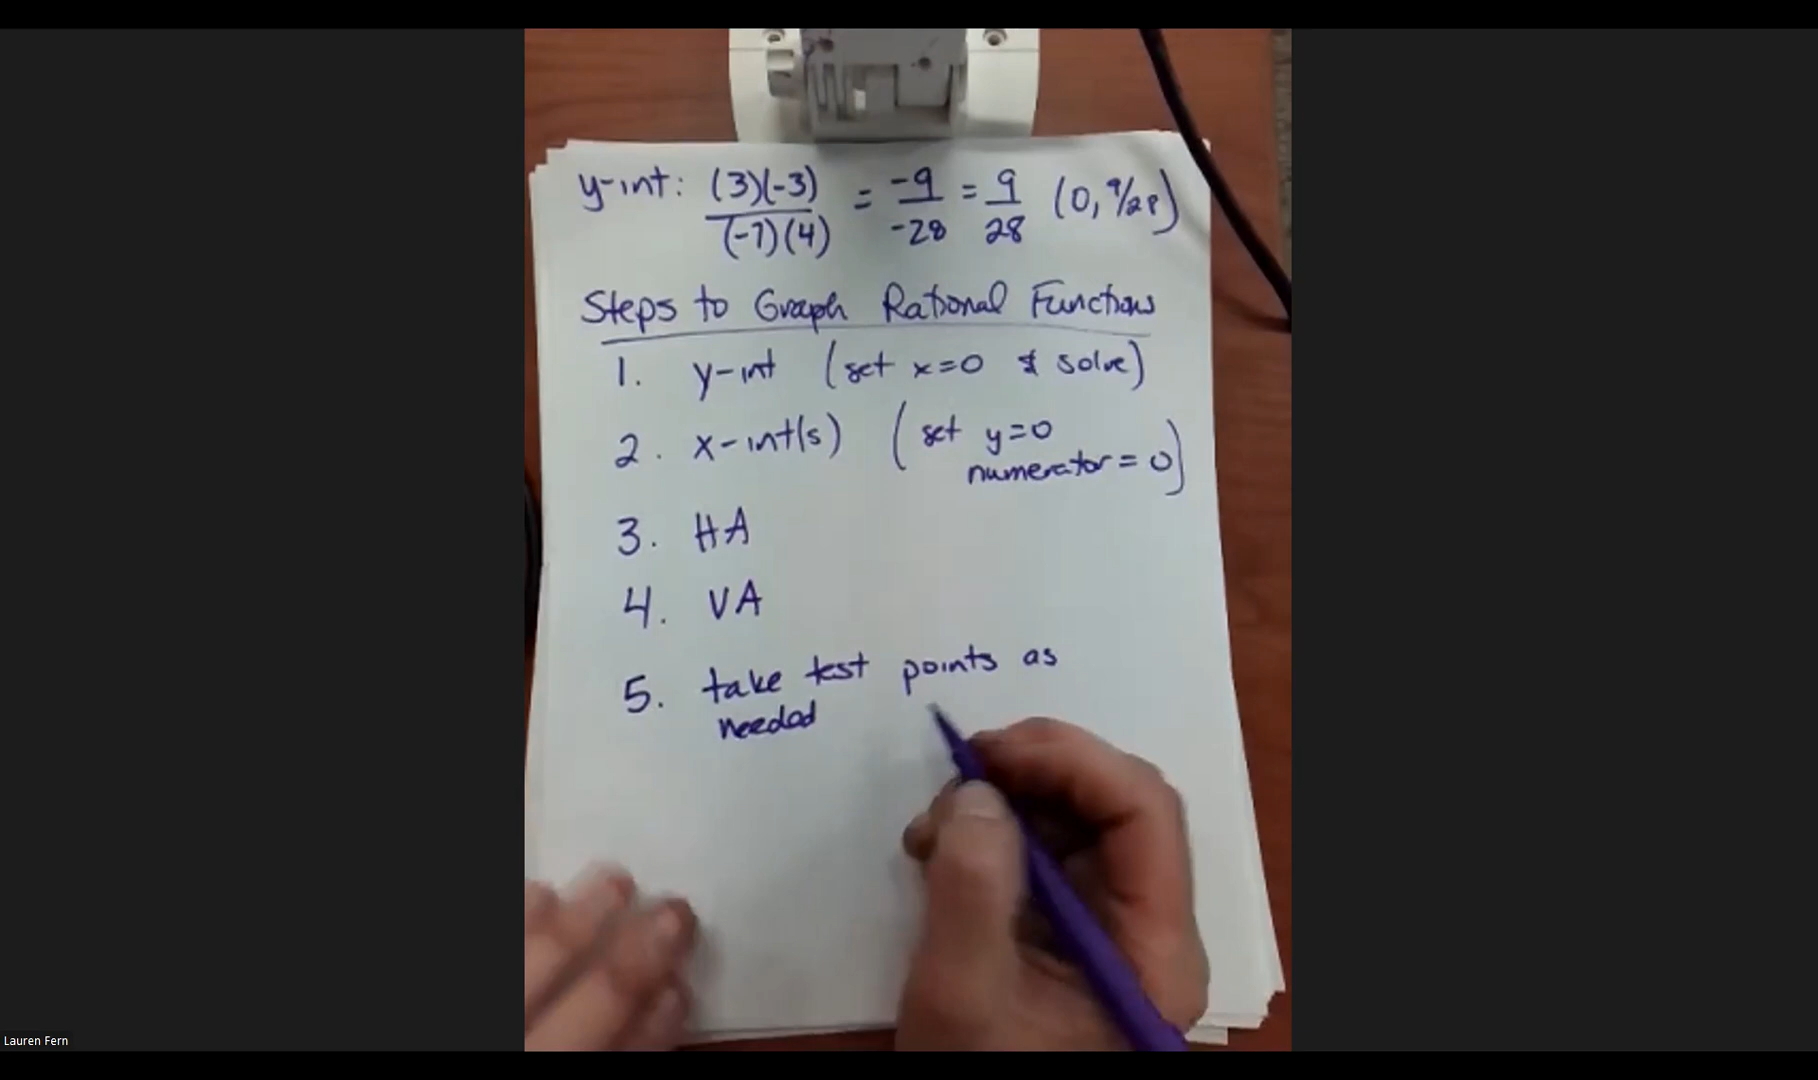 y-int: (3)(-3) / (-7)(4) = -9 / -28 = 9 / 28 (0, 9/28)
Steps to Graph Rational Functions
1. y-int (set x=0 & solve)
2. x-int(s) (set y=0
numerator = 0)
3. HA
4. VA
5. take test points as
needed
Lauren Fern